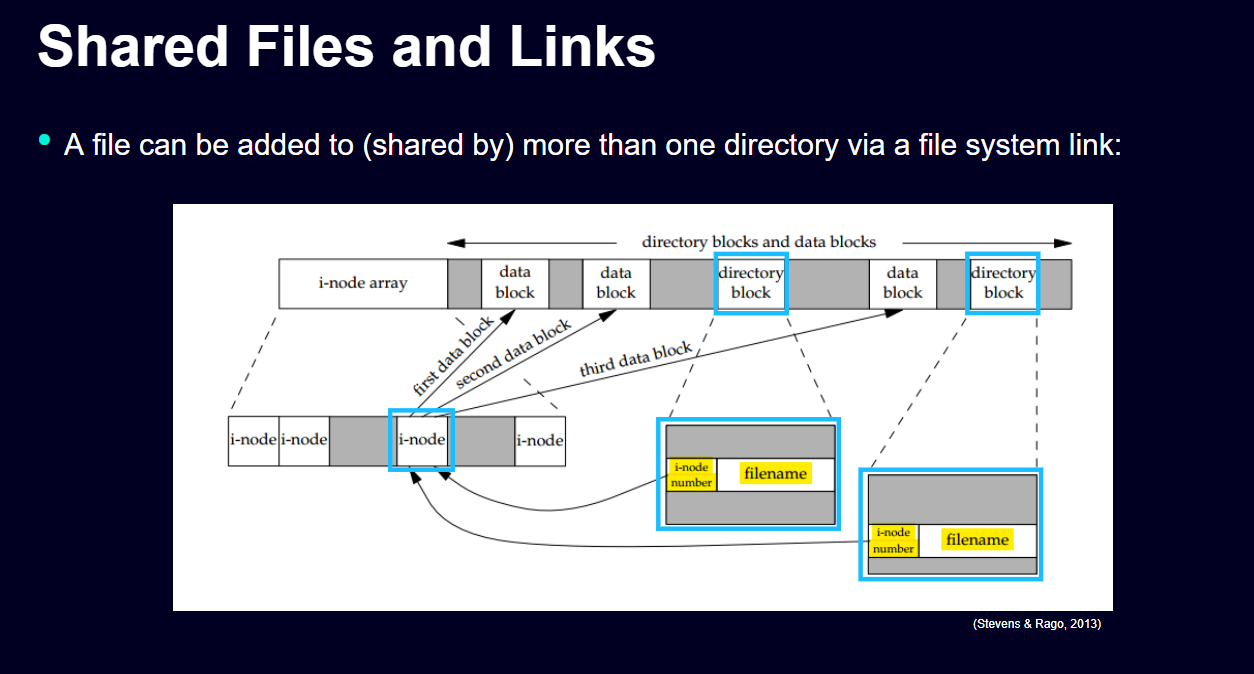 Shared Files and Links
• A file can be added to (shared by) more than one directory via a file system link:
directory blocks and data blocks
i-node array
data
block
data
block
directory
block
data
block
directory
block
first data block
second data block
third data block
i-node
i-node
i-node
i-node
i-node
number
filename
i-node
number
filename
(Stevens & Rago, 2013)